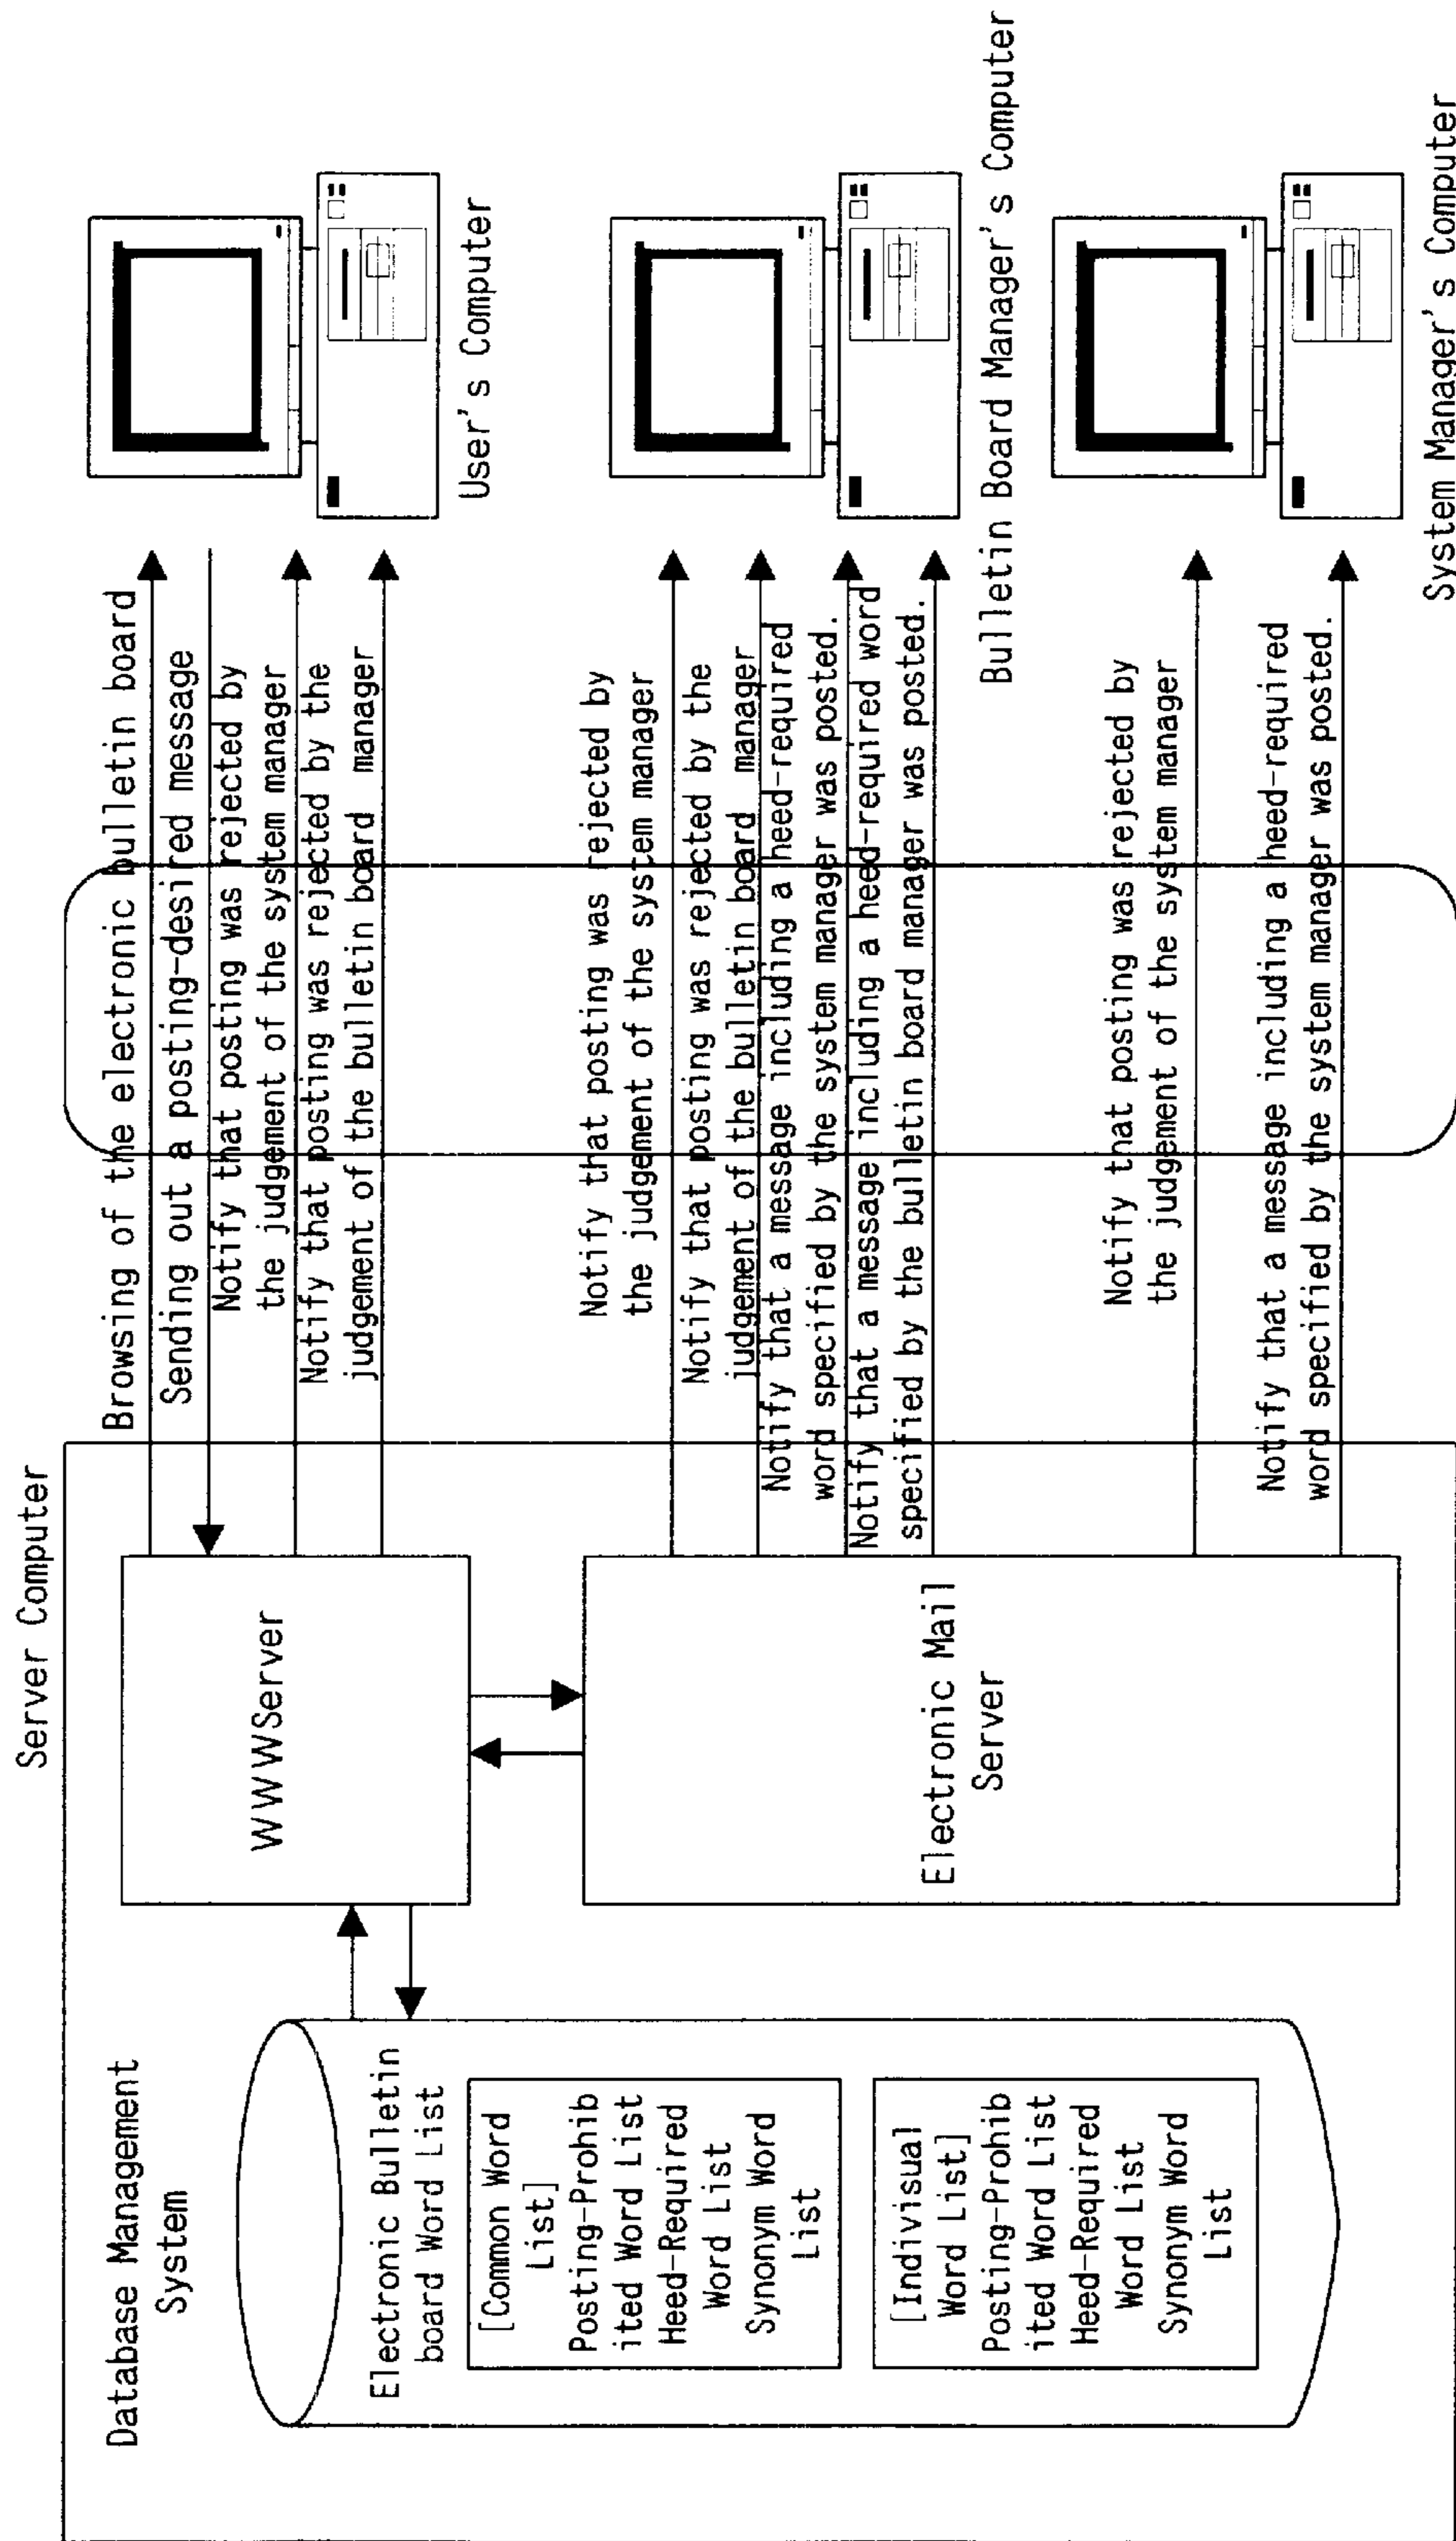 Server Computer
Database Management
System
Electronic Bulletin
board Word List
[Common Word
List]
Posting-Prohib
ited Word List
Heed-Required
Word List
Synonym Word
List
[Indivisual
Word List]
Posting-Prohib
ited Word List
Heed-Required
Word List
Synonym Word
List
WWWServer
Electronic Mail
Server
Browsing of the electronic bulletin board
Sending out a posting-desired message
Notify that posting was rejected by
the judgement of the system manager
Notify that posting was rejected by the
judgement of the bulletin board manager
User's Computer
Notify that posting was rejected by
the judgement of the system manager
Notify that posting was rejected by the
judgement of the bulletin board manager
Notify that a message including a heed-required
word specified by the system manager was posted.
Notify that a message including a heed-required word
specified by the bulletin board manager was posted.
Bulletin Board Manager's Computer
Notify that posting was rejected by
the judgement of the system manager
Notify that a message including a heed-required
word specified by the system manager was posted.
System Manager's Computer